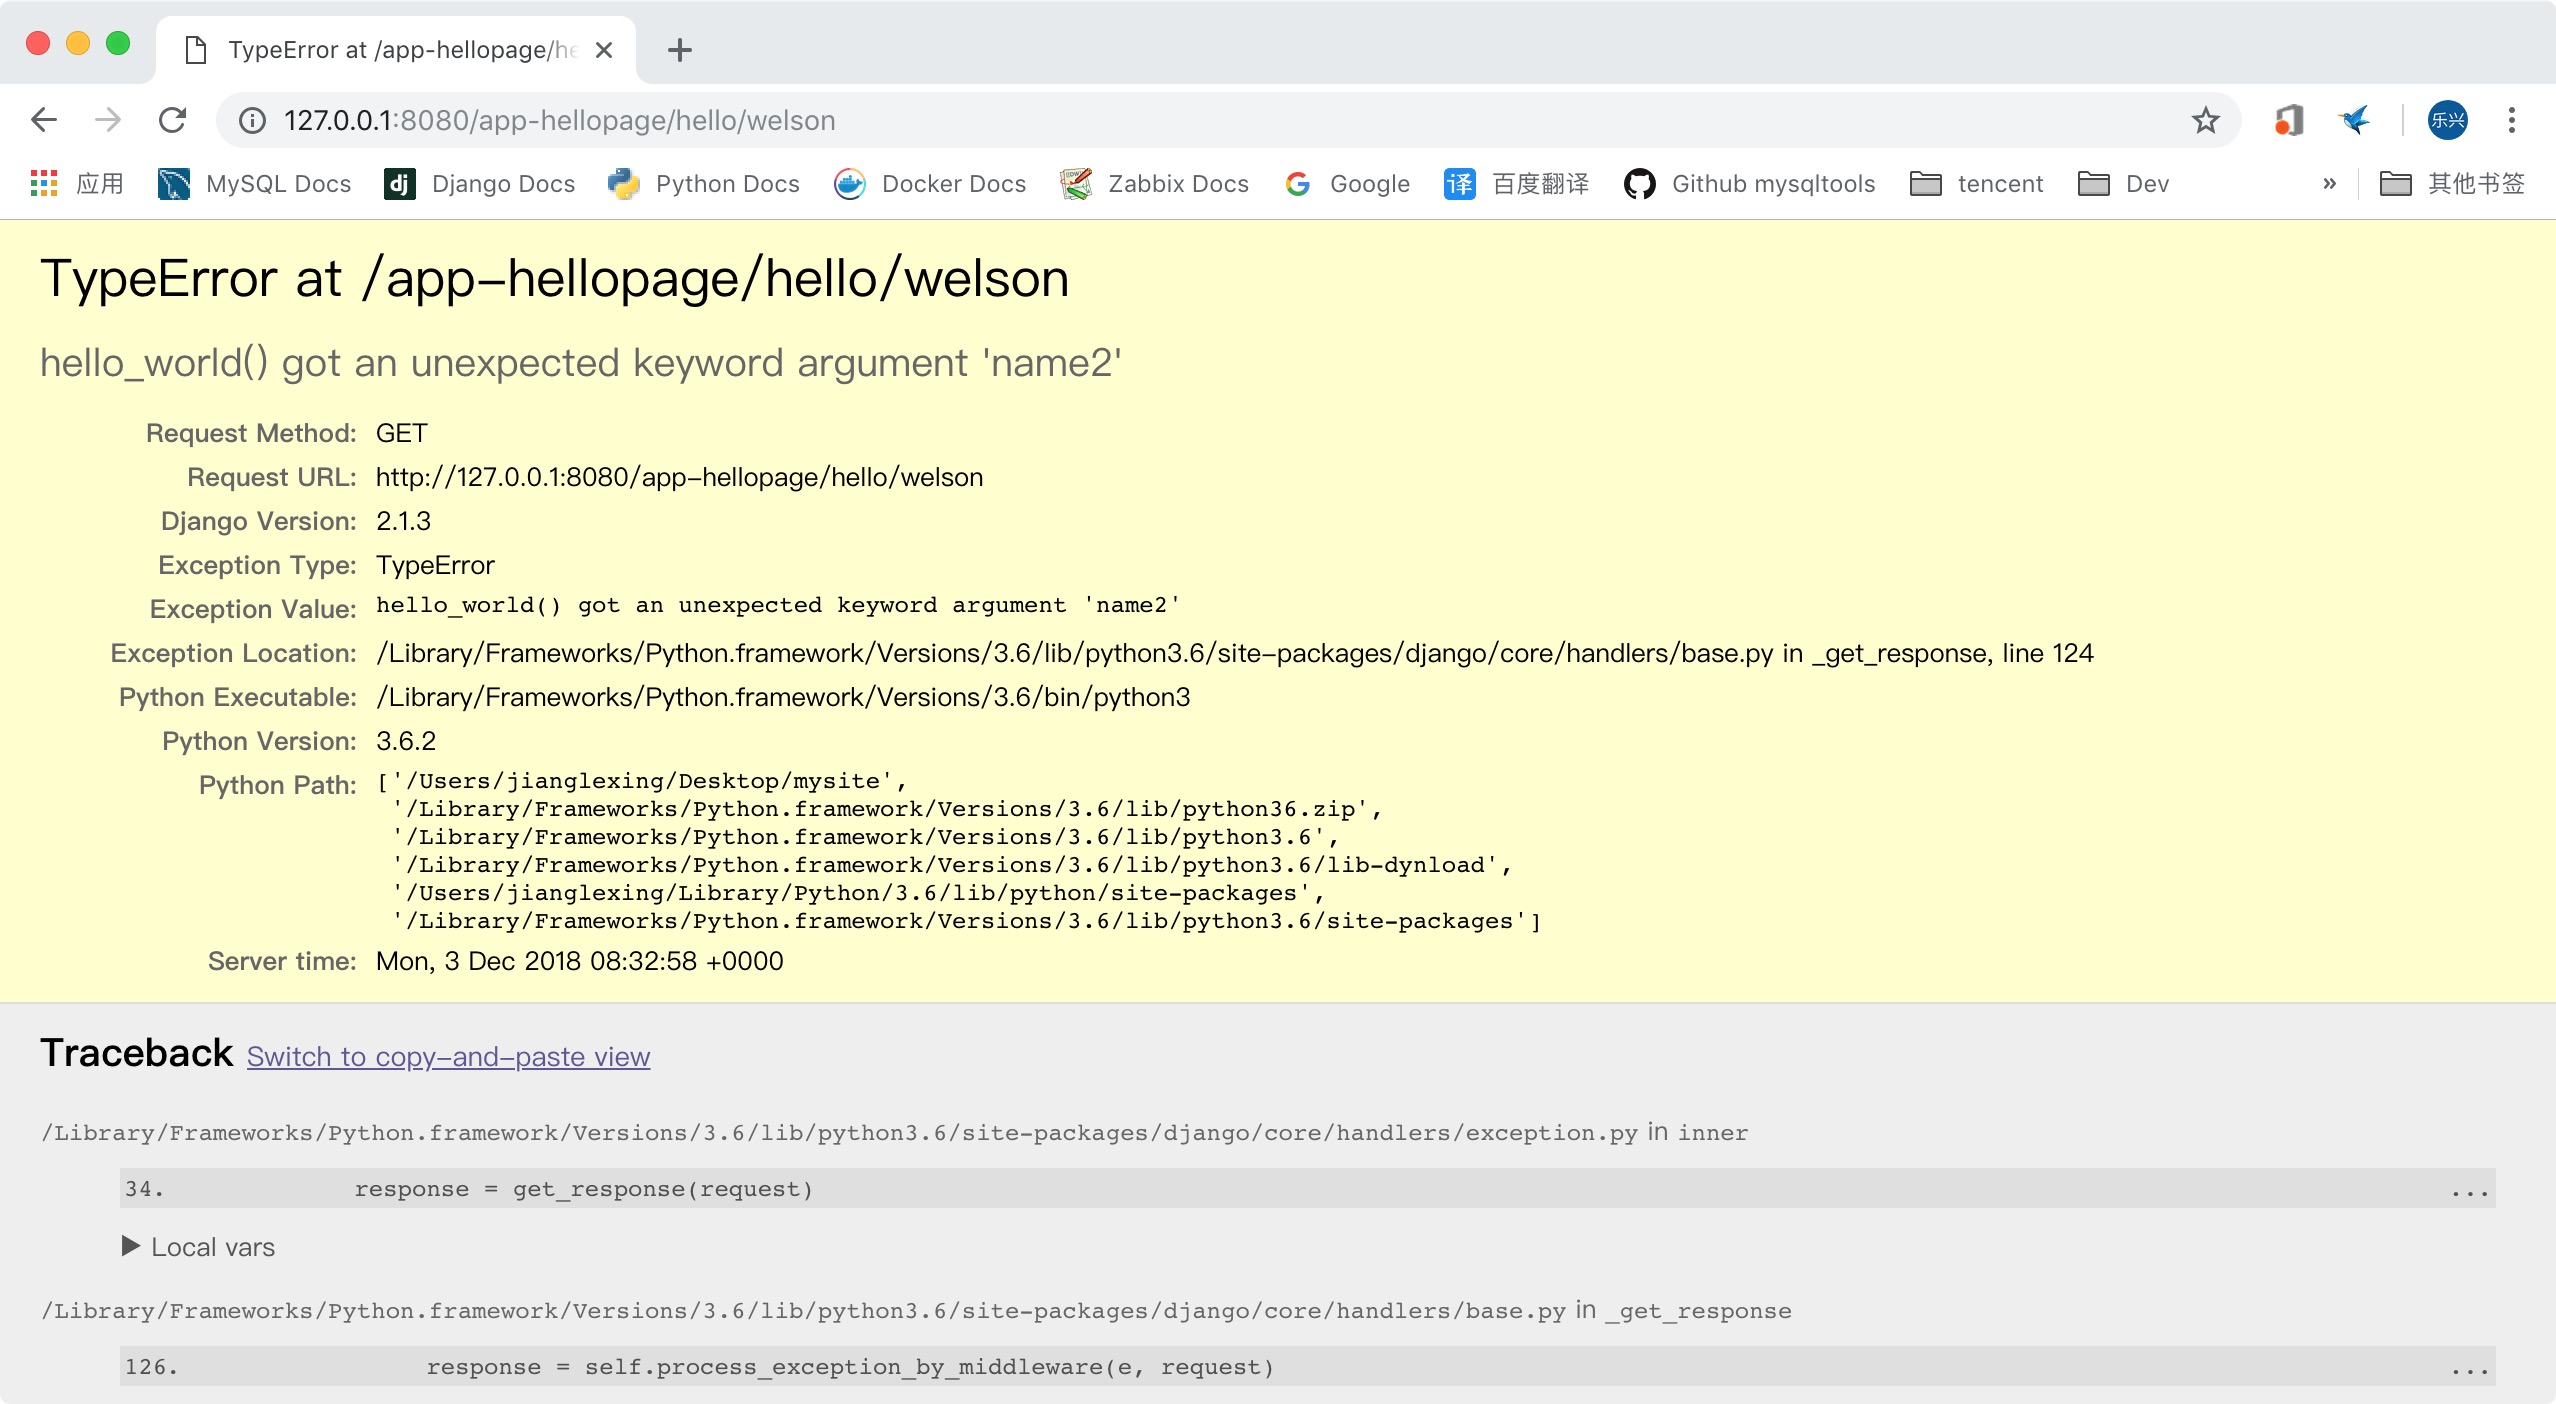 TypeError at /app-hellopage/he
127.0.0.1:8080/app-hellopage/hello/welson
乐兴
应用 MySQL Docs dj Django Docs Python Docs Docker Docs Zabbix Docs Google 译 百度翻译 Github mysqltools tencent Dev » 其他书签
TypeError at /app-hellopage/hello/welson
hello_world() got an unexpected keyword argument 'name2'
Request Method: GET
Request URL: http://127.0.0.1:8080/app-hellopage/hello/welson
Django Version: 2.1.3
Exception Type: TypeError
Exception Value: hello_world() got an unexpected keyword argument 'name2'
Exception Location: /Library/Frameworks/Python.framework/Versions/3.6/lib/python3.6/site-packages/django/core/handlers/base.py in _get_response, line 124
Python Executable: /Library/Frameworks/Python.framework/Versions/3.6/bin/python3
Python Version: 3.6.2
Python Path: ['/Users/jianglexing/Desktop/mysite',
'/Library/Frameworks/Python.framework/Versions/3.6/lib/python36.zip',
'/Library/Frameworks/Python.framework/Versions/3.6/lib/python3.6',
'/Library/Frameworks/Python.framework/Versions/3.6/lib/python3.6/lib-dynload',
'/Users/jianglexing/Library/Python/3.6/lib/python/site-packages',
'/Library/Frameworks/Python.framework/Versions/3.6/lib/python3.6/site-packages']
Server time: Mon, 3 Dec 2018 08:32:58 +0000
Traceback Switch to copy-and-paste view
/Library/Frameworks/Python.framework/Versions/3.6/lib/python3.6/site-packages/django/core/handlers/exception.py in inner
34. response = get_response(request) ...
▶ Local vars
/Library/Frameworks/Python.framework/Versions/3.6/lib/python3.6/site-packages/django/core/handlers/base.py in _get_response
126. response = self.process_exception_by_middleware(e, request) ...